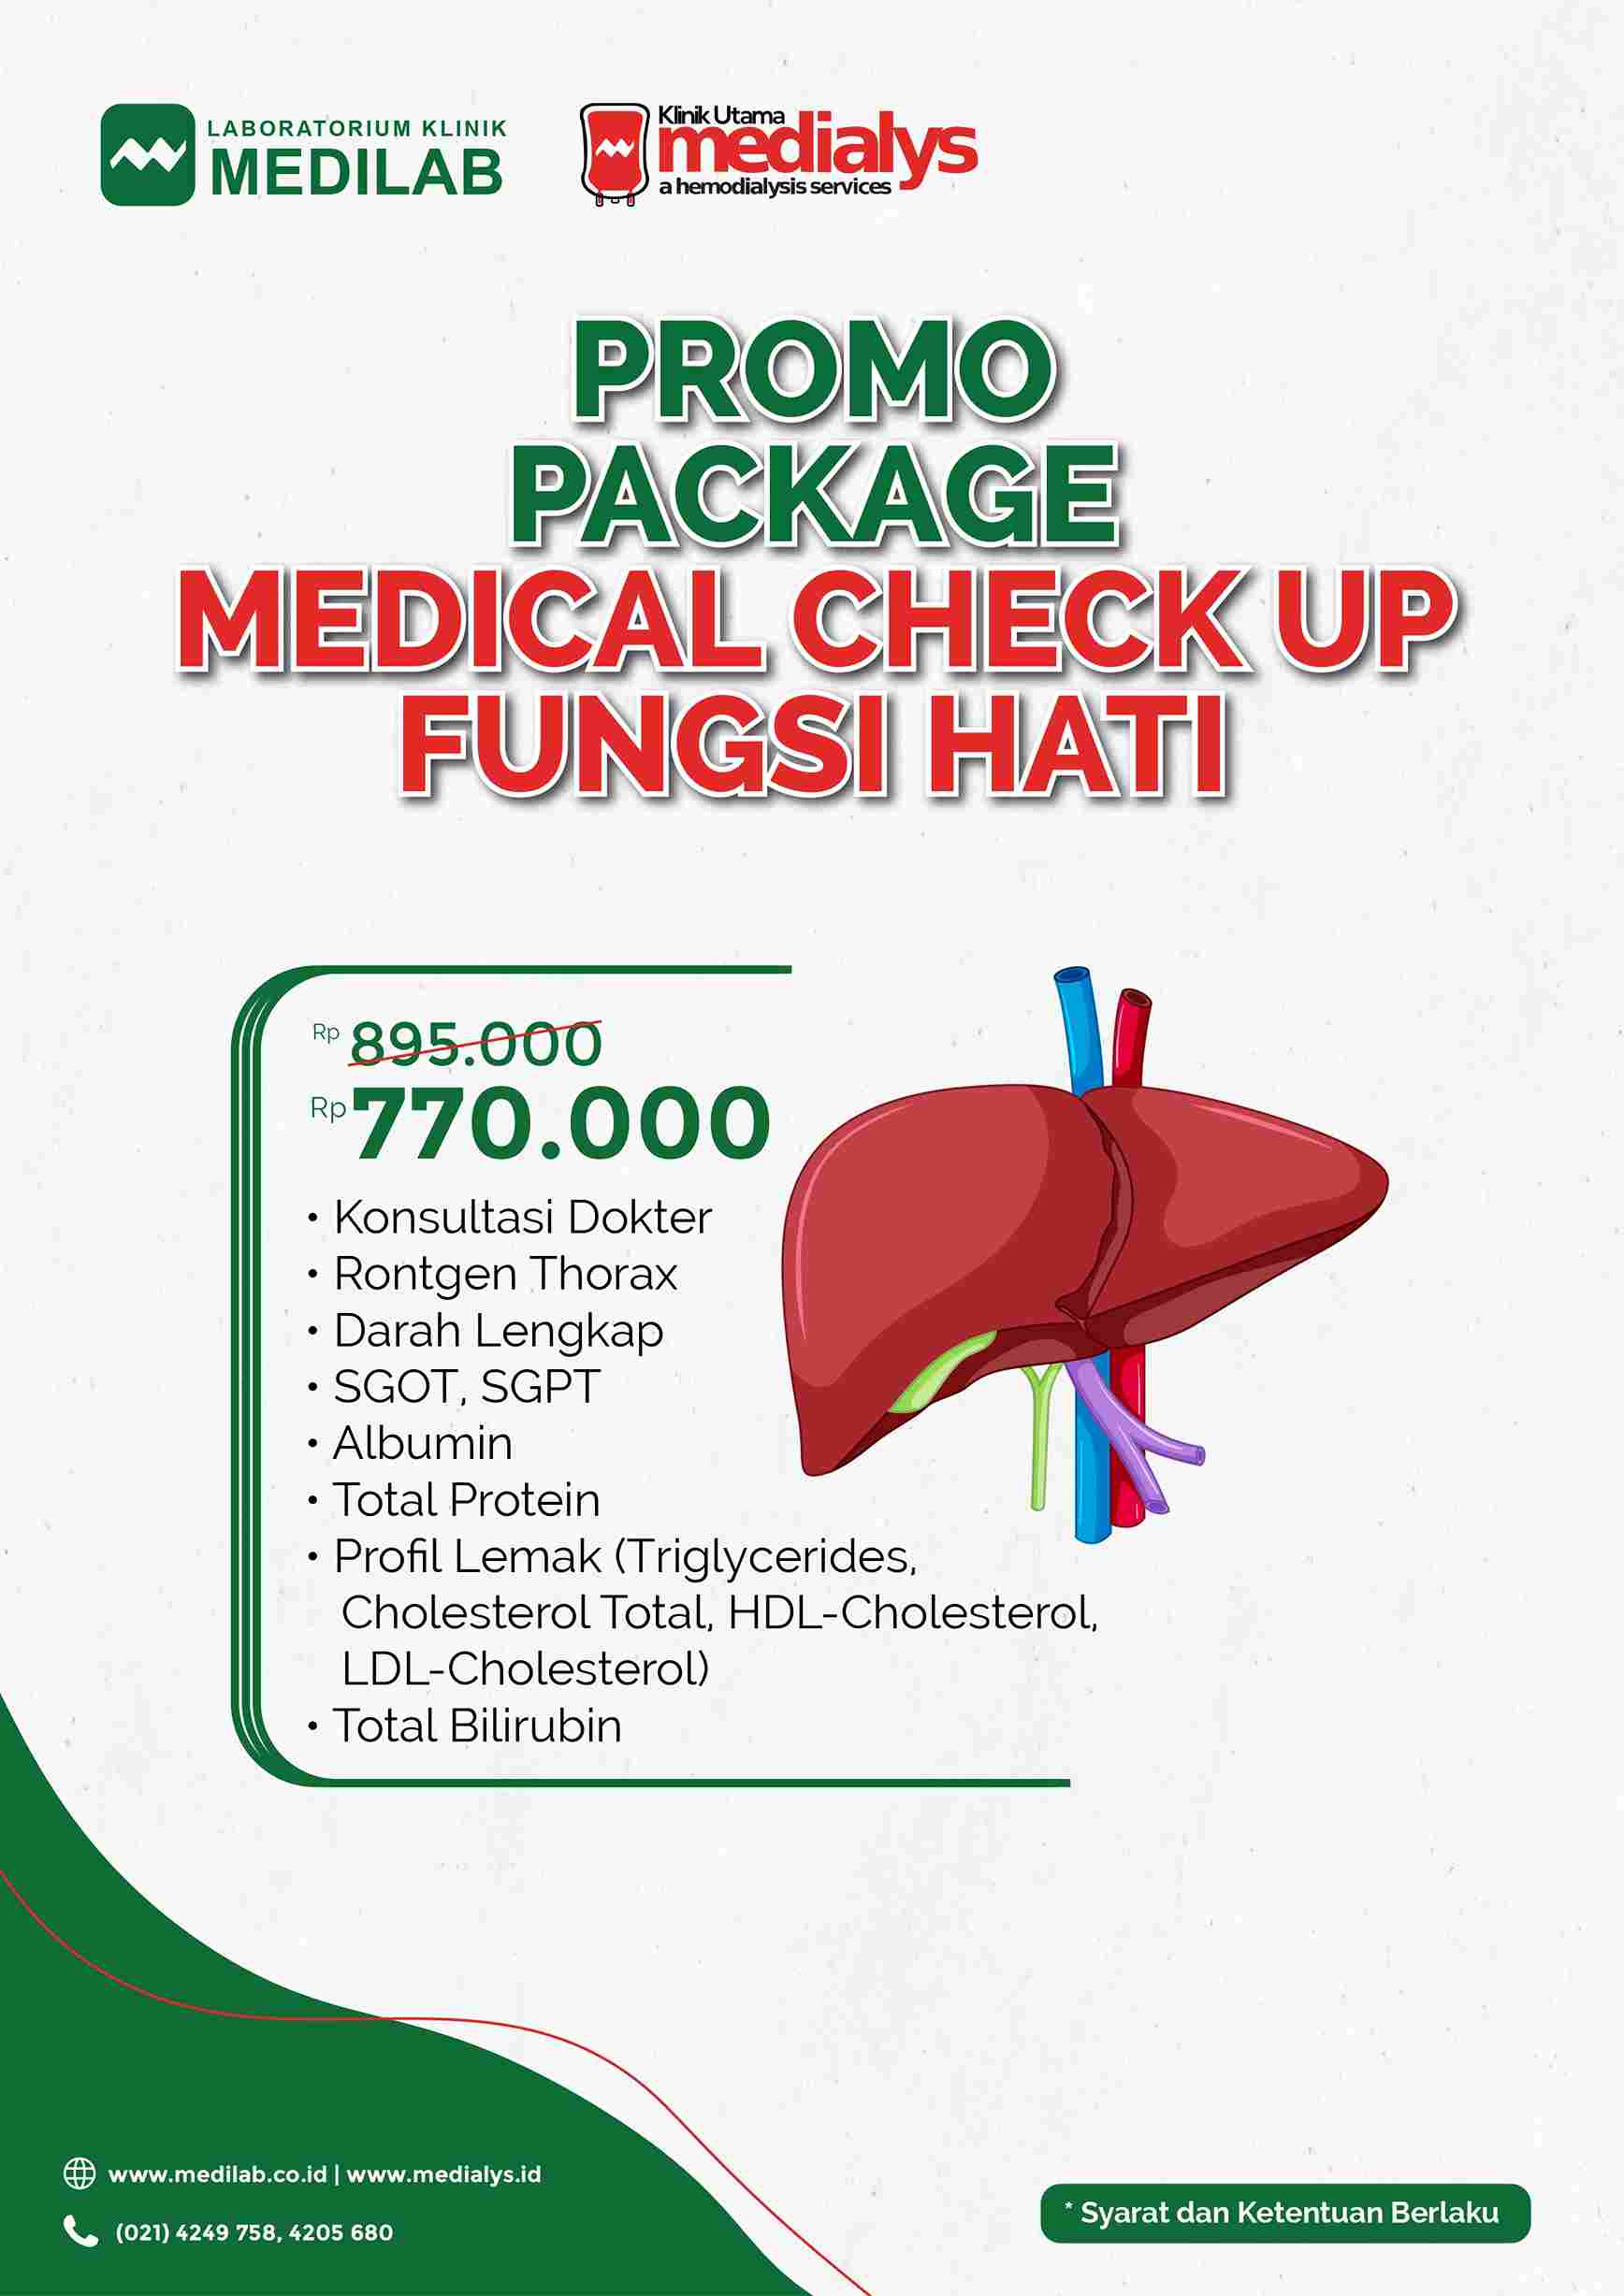 LABORATORIUM KLINIK
MEDILAB
Klinik Utama
medialys
a hemodialysis services
PROMO
PACKAGE
MEDICAL CHECK UP
FUNGSI HATI
Rp 895.000
Rp 770.000
• Konsultasi Dokter
• Rontgen Thorax
• Darah Lengkap
• SGOT, SGPT
• Albumin
• Total Protein
• Profil Lemak (Triglycerides,
Cholesterol Total, HDL-Cholesterol,
LDL-Cholesterol)
• Total Bilirubin
www.medilab.co.id | www.medialys.id
(021) 4249 758, 4205 680
* Syarat dan Ketentuan Berlaku